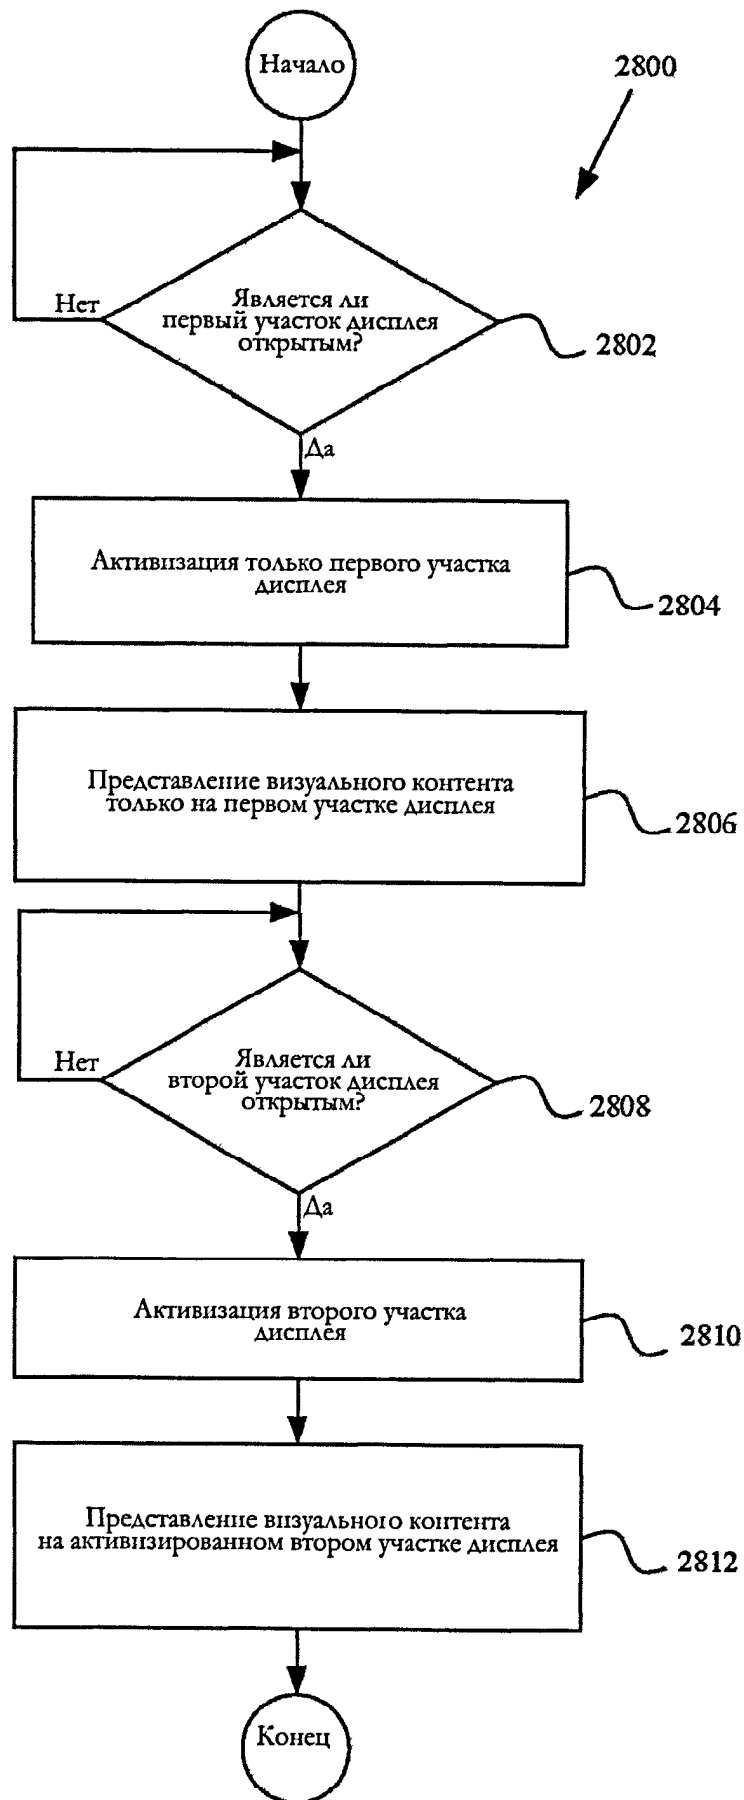 Начало
2800
Является ли
первый участок дисплея
открытым?
Нет
2802
Да
Активизация только первого участка
дисплея
2804
Представление визуального контента
только на первом участке дисплея
2806
Является ли
второй участок дисплея
открытым?
Нет
2808
Да
Активизация второго участка
дисплея
2810
Представление визуального контента
на активизированном втором участке дисплея
2812
Конец